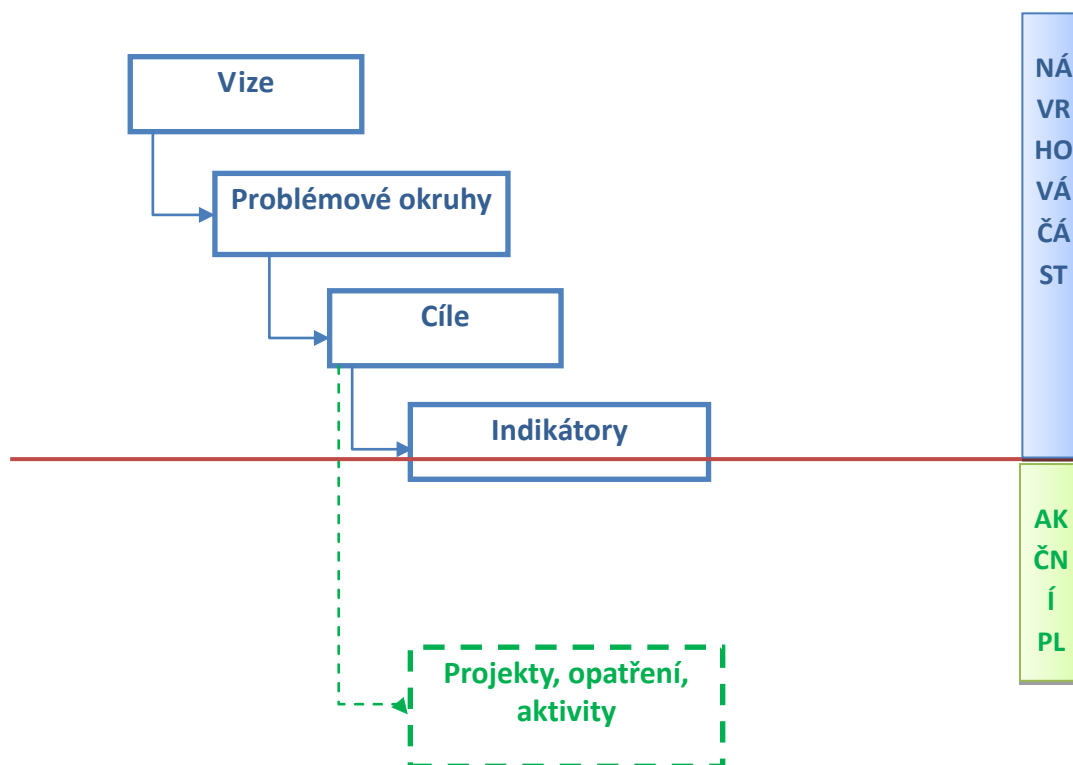 Vize
Problémové okruhy
Cíle
Indikátory
Projekty, opatření,
aktivity
NÁ
VR
HO
VÁ
ČÁ
ST
AK
ČN
Í
PL